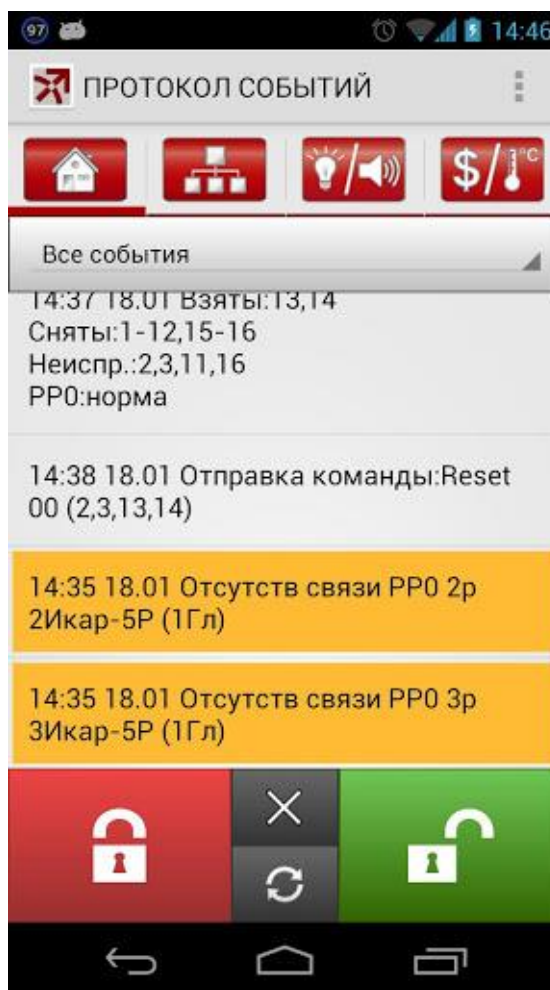 97
14:46
ПРОТОКОЛ СОБЫТИЙ
$/°C
Все события
14:37 18.01 Взяты:13,14
Сняты:1-12,15-16
Неиспр.:2,3,11,16
РР0:норма
14:38 18.01 Отправка команды:Reset
00 (2,3,13,14)
14:35 18.01 Отсутств связи РР0 2р
2Икар-5Р (1Гл)
14:35 18.01 Отсутств связи РР0 3р
3Икар-5Р (1Гл)